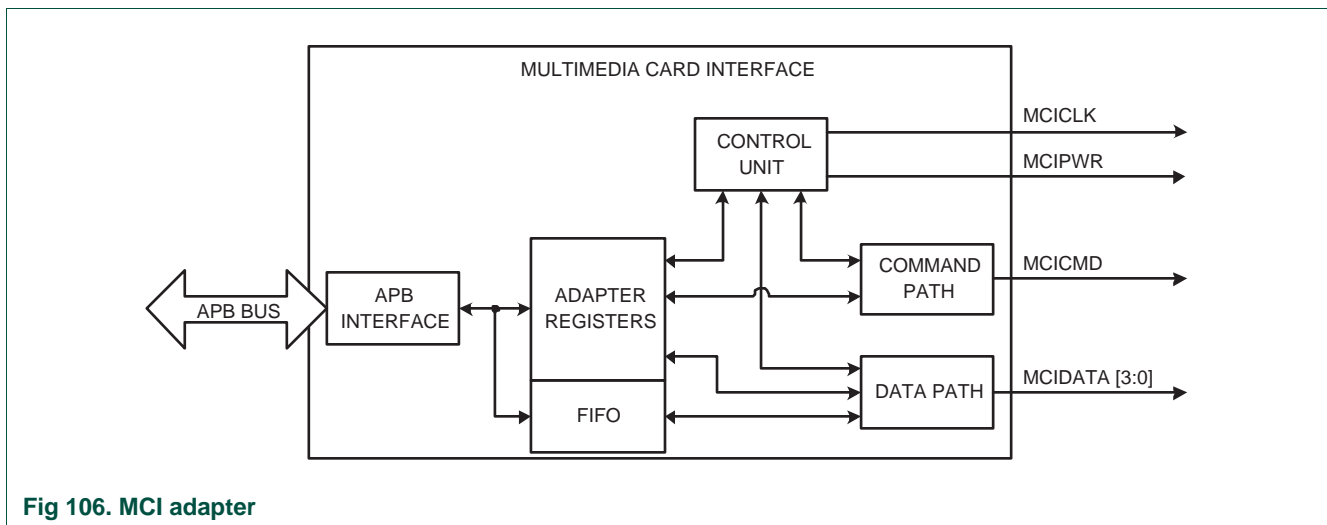 MULTIMEDIA CARD INTERFACE
MCICLK
CONTROL
UNIT
MCIPWR
COMMAND
PATH
MCICMD
APB BUS
APB
INTERFACE
ADAPTER
REGISTERS
FIFO
DATA PATH
MCIDATA [3:0]
Fig 106. MCI adapter